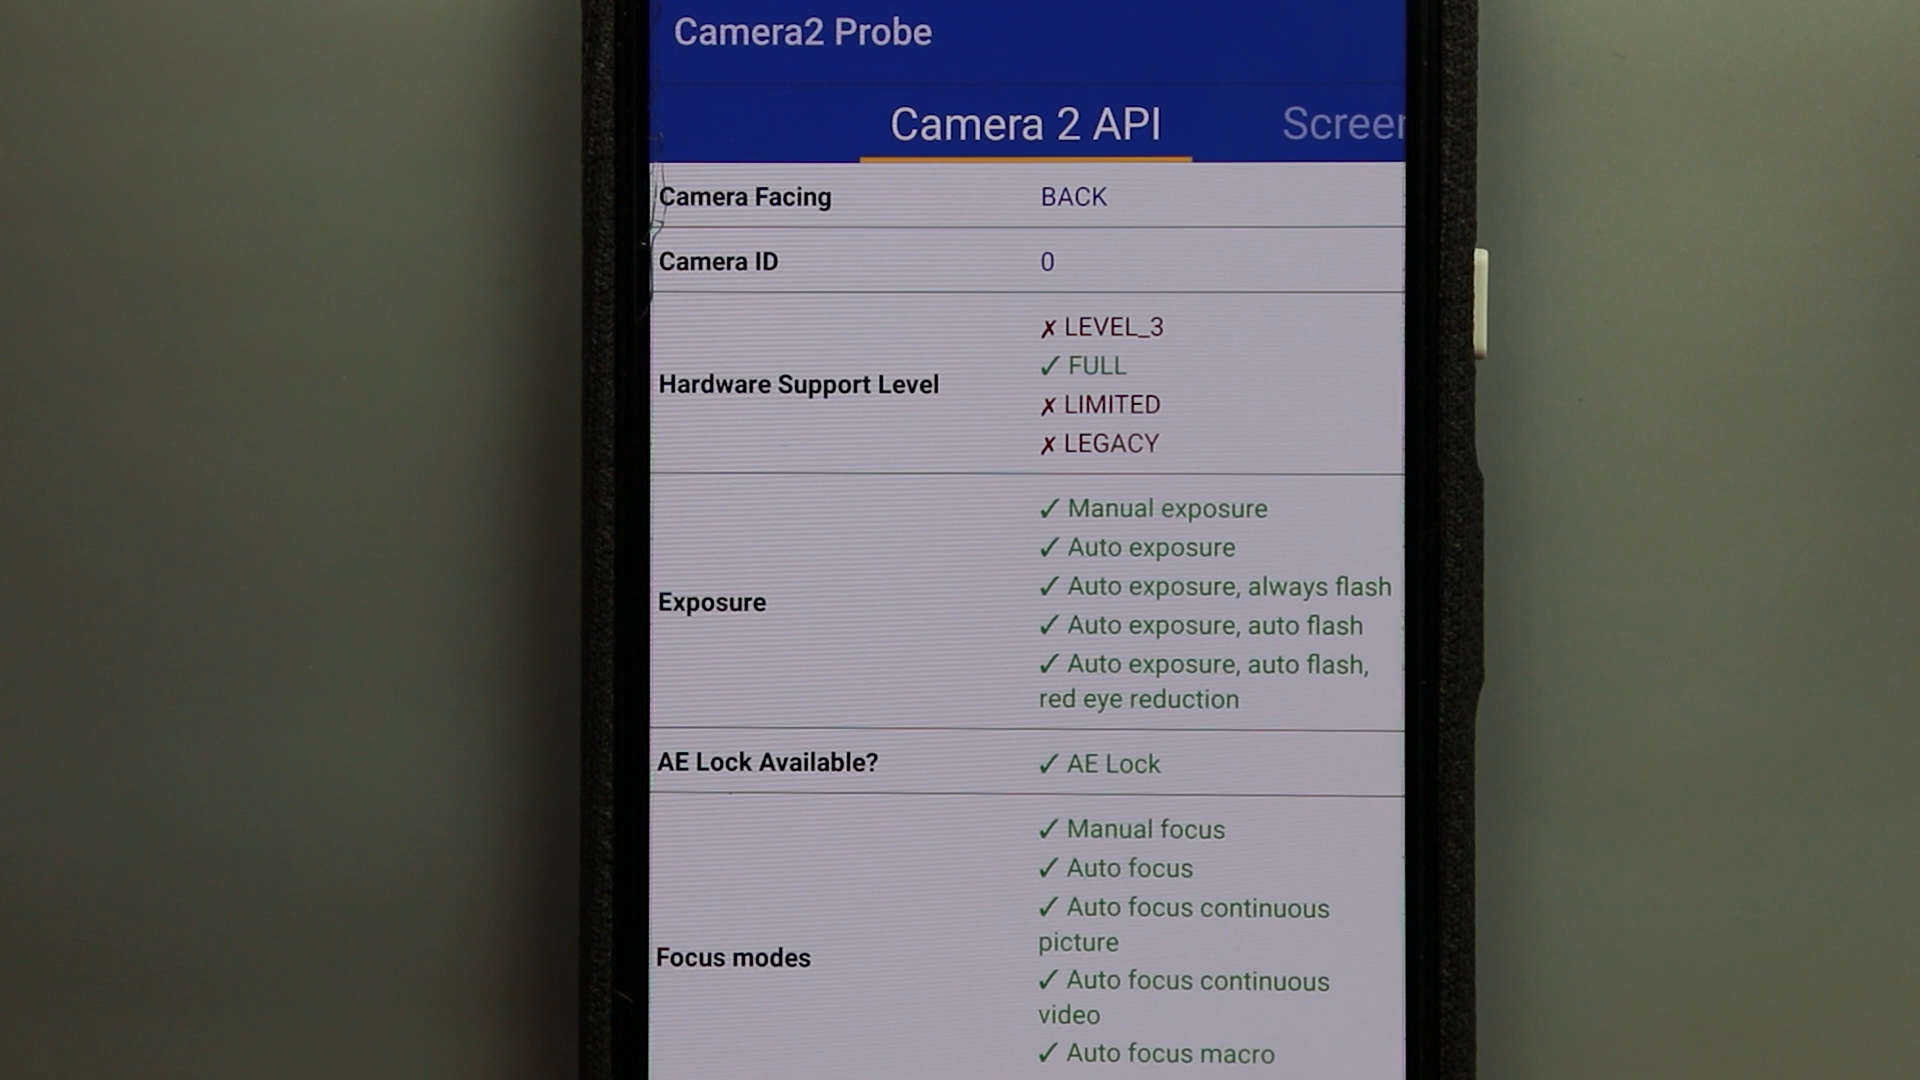 Camera2 Probe
Camera 2 API
Screen
Camera Facing
BACK
Camera ID
0
Hardware Support Level
✗ LEVEL_3
✓ FULL
✗ LIMITED
✗ LEGACY
Exposure
✓ Manual exposure
✓ Auto exposure
✓ Auto exposure, always flash
✓ Auto exposure, auto flash
✓ Auto exposure, auto flash,
red eye reduction
AE Lock Available?
✓ AE Lock
Focus modes
✓ Manual focus
✓ Auto focus
✓ Auto focus continuous
picture
✓ Auto focus continuous
video
✓ Auto focus macro